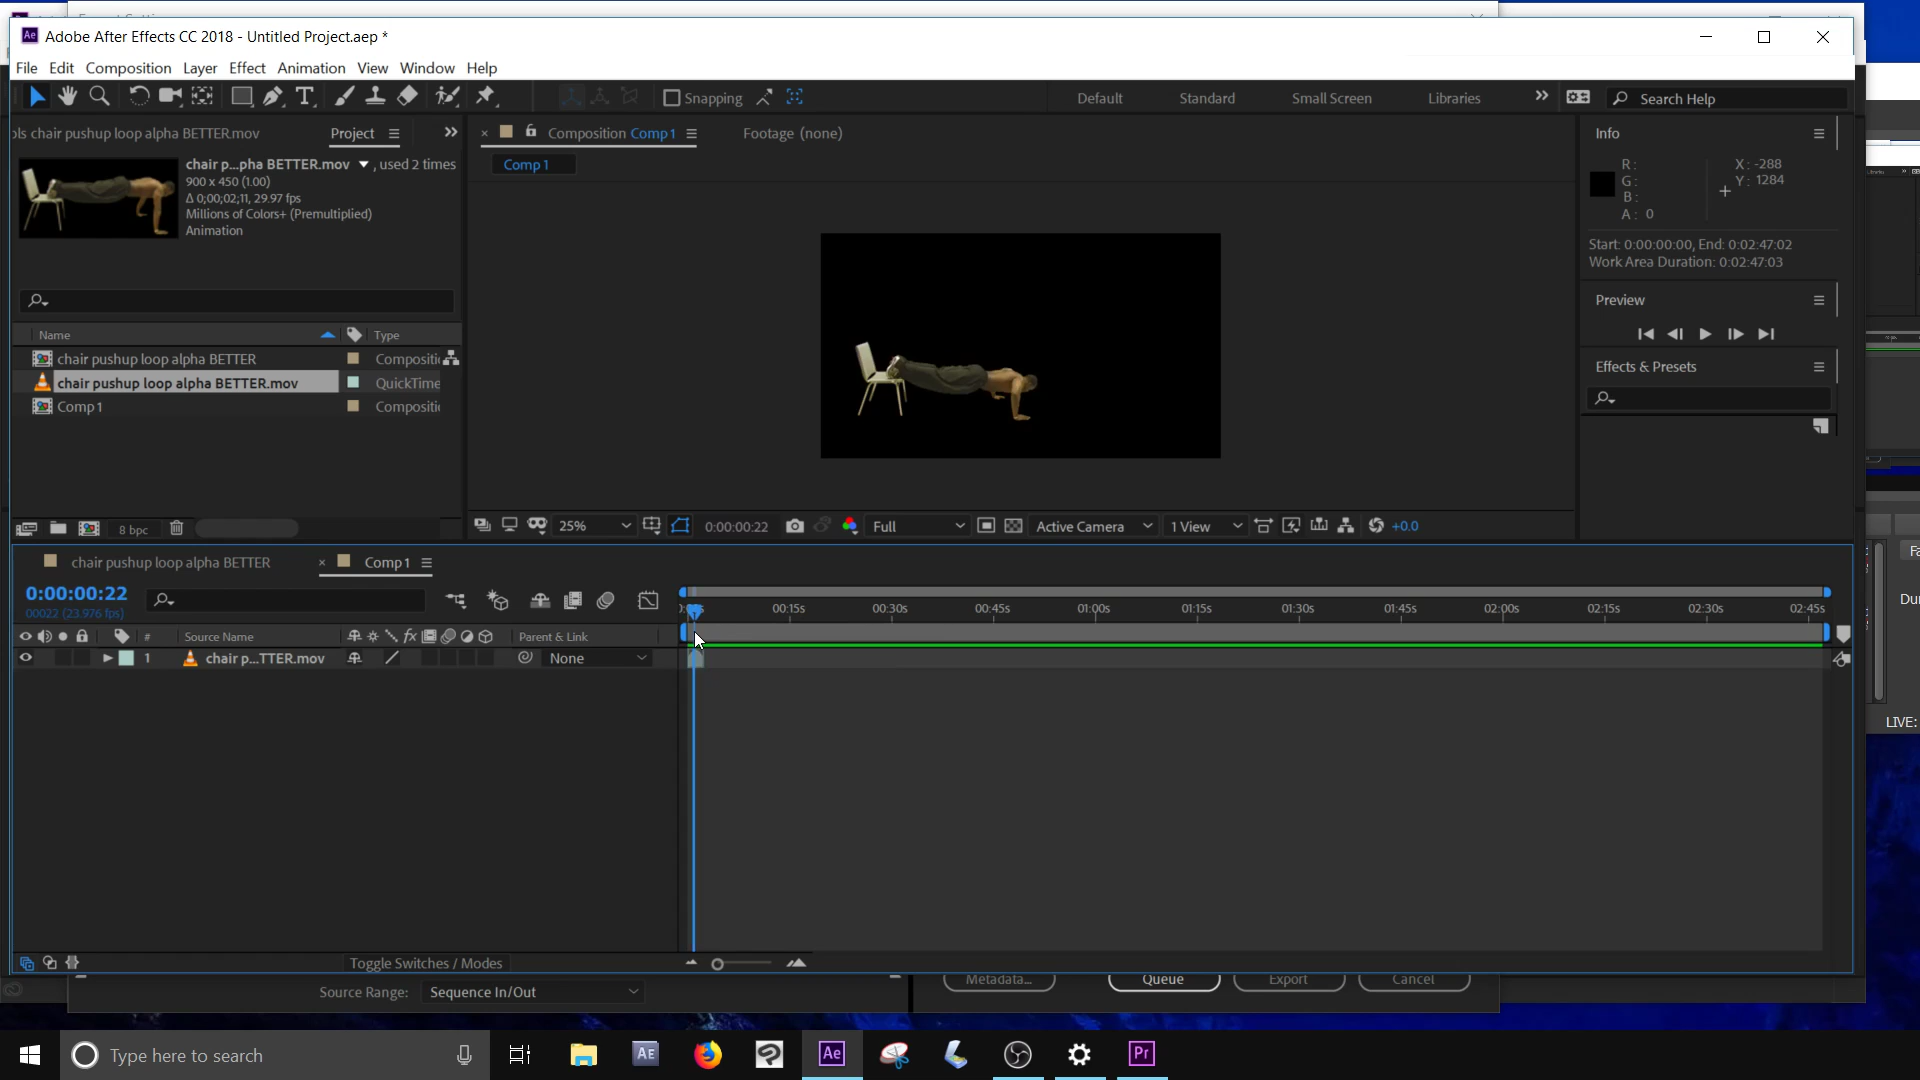 Adobe After Effects CC 2018 - Untitled Project.aep *
File Edit Composition Layer Effect Animation View Window Help
Snapping Default Standard Small Screen Libraries Search Help
ols chair pushup loop alpha BETTER.mov Project
Composition Comp 1 Footage (none)
Comp 1
chair p...pha BETTER.mov , used 2 times
900 x 450 (1.00)
Δ 0;00;02;11, 29.97 fps
Millions of Colors+ (Premultiplied)
Animation
Name Type
chair pushup loop alpha BETTER Compositi
chair pushup loop alpha BETTER.mov QuickTime
Comp 1 Compositi
8 bpc
25% 0:00:00:22 Full Active Camera 1 View +0.0
Info
R: X: -288
G: Y: 1284
B:
A: 0
Start: 0:00:00:00, End: 0:02:47:02
Work Area Duration: 0:02:47:03
Preview
Effects & Presets
chair pushup loop alpha BETTER Comp 1
0:00:00:22
00022 (23.976 fps)
00:15s 00:30s 00:45s 01:00s 01:15s 01:30s 01:45s 02:00s 02:15s 02:30s 02:45s
# Source Name fx Parent & Link
1 chair p...TTER.mov None
Toggle Switches / Modes
Source Range: Sequence In/Out
Metadata... Queue Export Cancel
Fa
Dur
LIVE:
Type here to search
AE Ae Pr